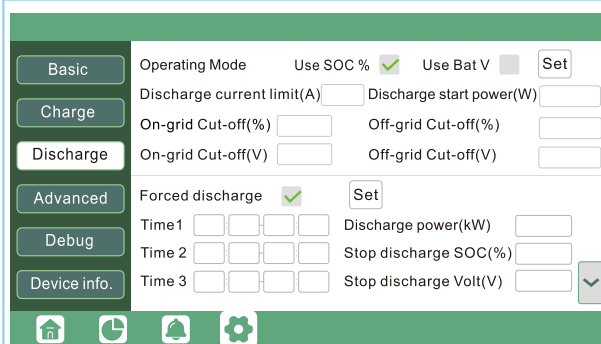 Basic
Charge
Discharge
Advanced
Debug
Device info.
Operating Mode Use SOC % Use Bat V Set
Discharge current limit(A) Discharge start power(W)
On-grid Cut-off(%) Off-grid Cut-off(%)
On-grid Cut-off(V) Off-grid Cut-off(V)
Forced discharge Set
Time1 Discharge power(kW)
Time 2 Stop discharge SOC(%)
Time 3 Stop discharge Volt(V)